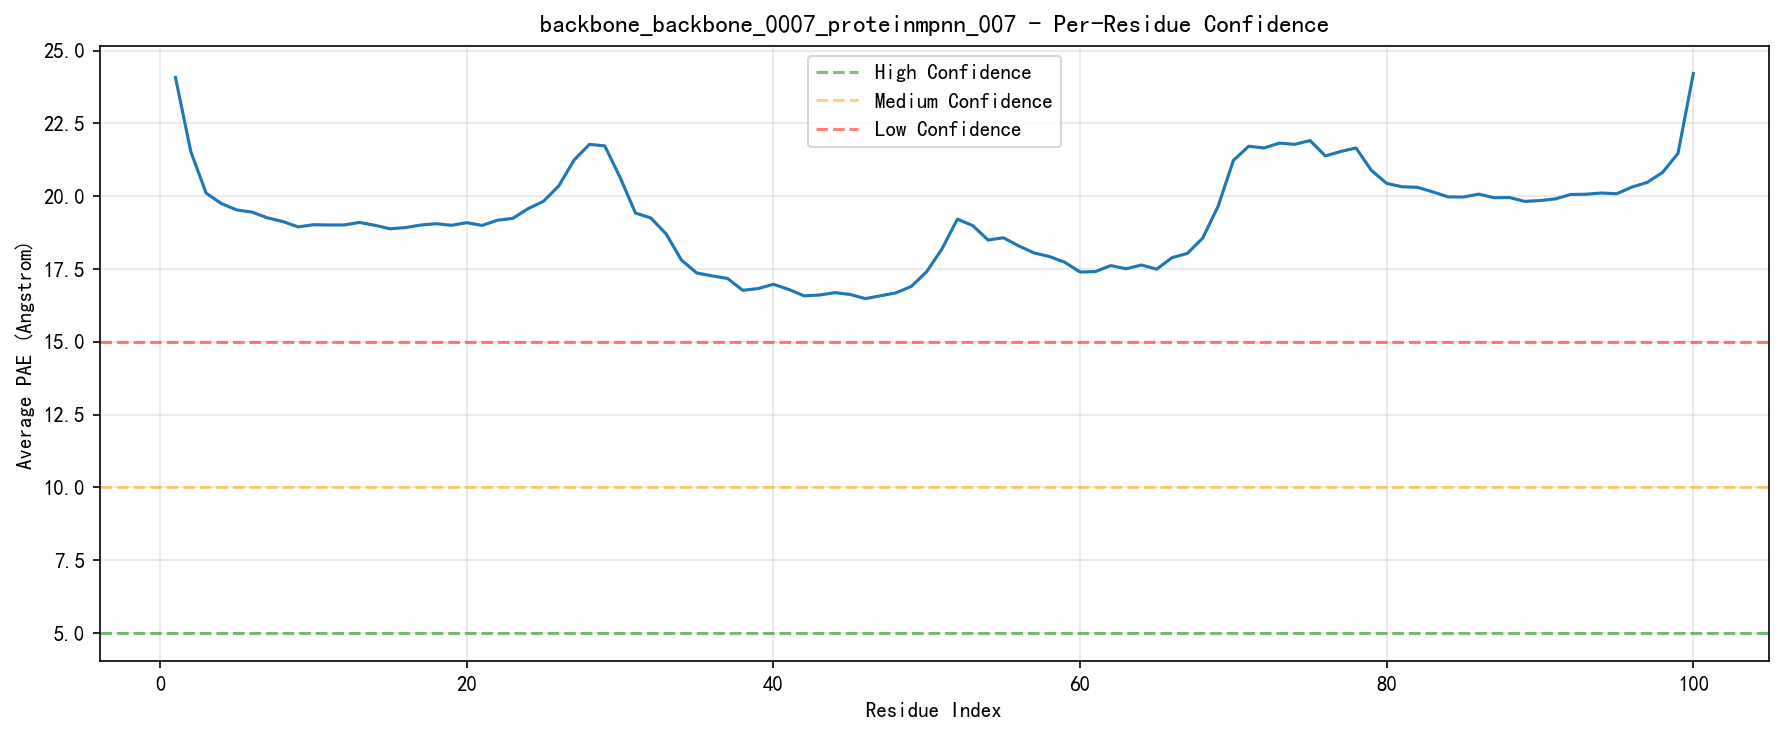 backbone_backbone_0007_proteinmpnn_007 - Per-Residue Confidence
Average PAE (Angstrom)
25.0
22.5
20.0
17.5
15.0
12.5
10.0
7.5
5.0
High Confidence
Medium Confidence
Low Confidence
0 20 40 60 80 100
Residue Index